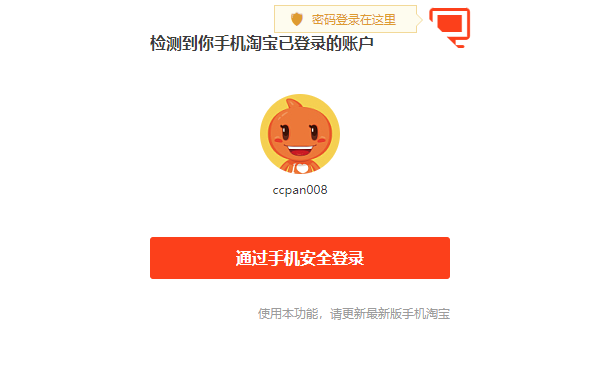 密码登录在这里
检测到你手机淘宝已登录的账户
ccpan008
通过手机安全登录
使用本功能，请更新最新版手机淘宝